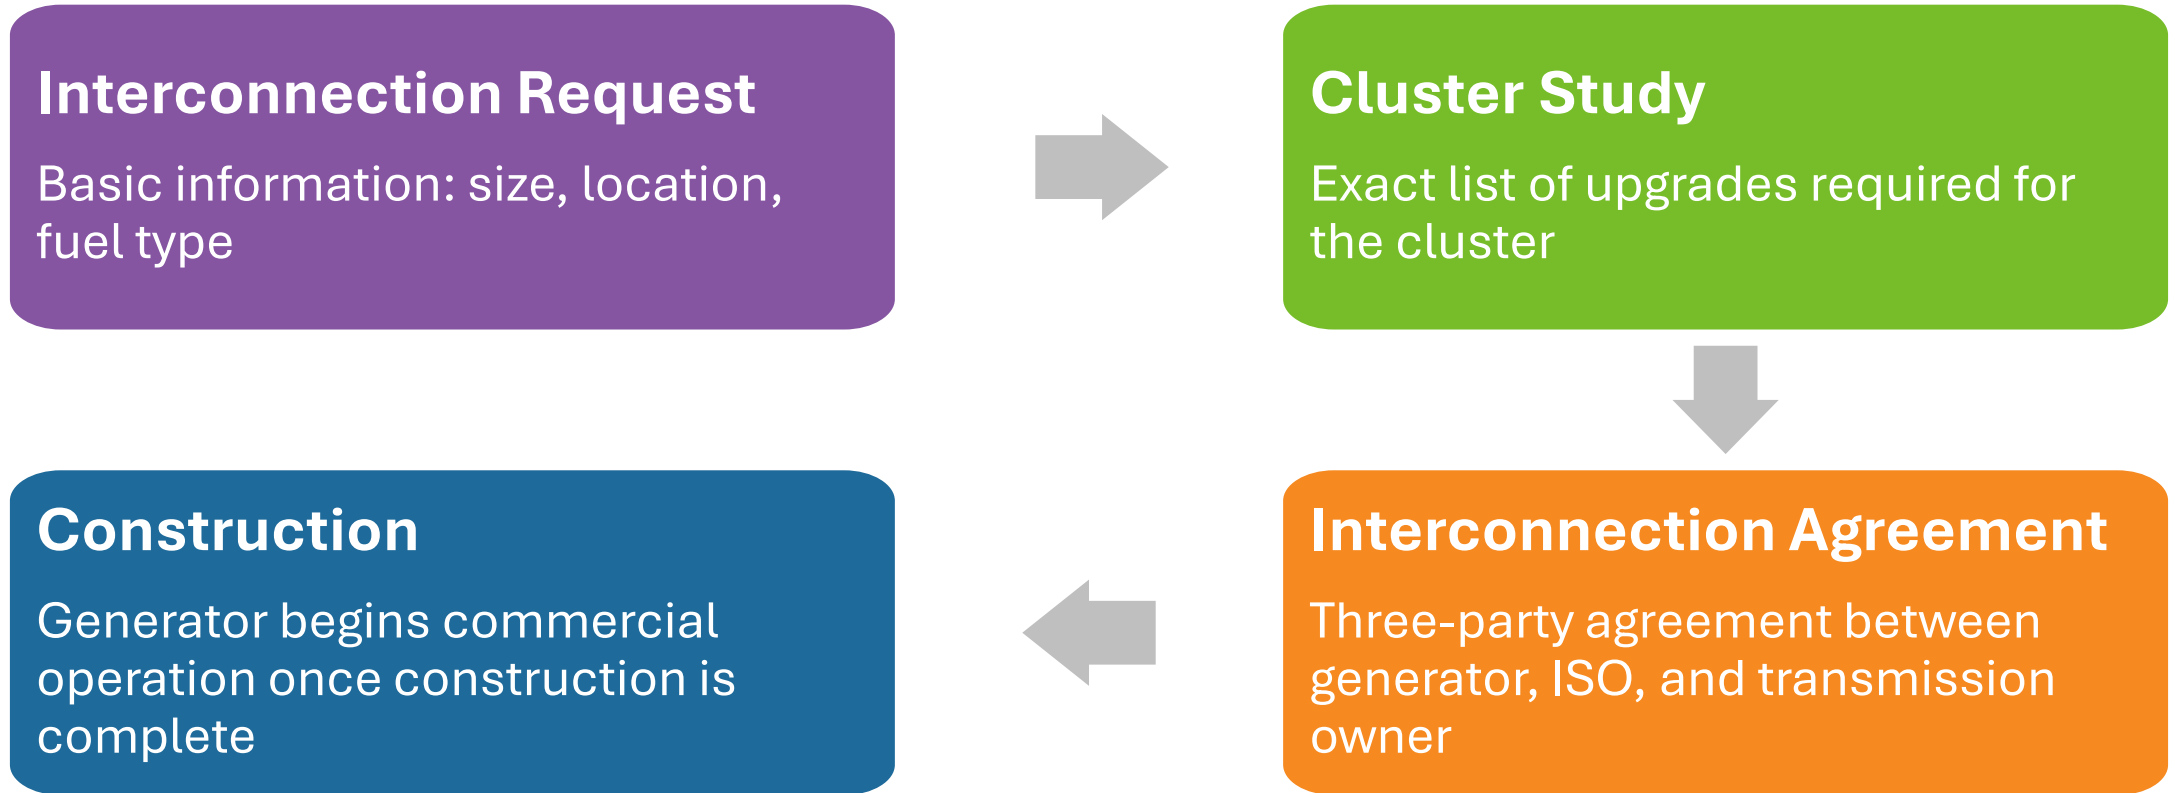 Interconnection Request
Basic information: size, location,
fuel type
Cluster Study
Exact list of upgrades required for
the cluster
Interconnection Agreement
Three-party agreement between
generator, ISO, and transmission
owner
Construction
Generator begins commercial
operation once construction is
complete